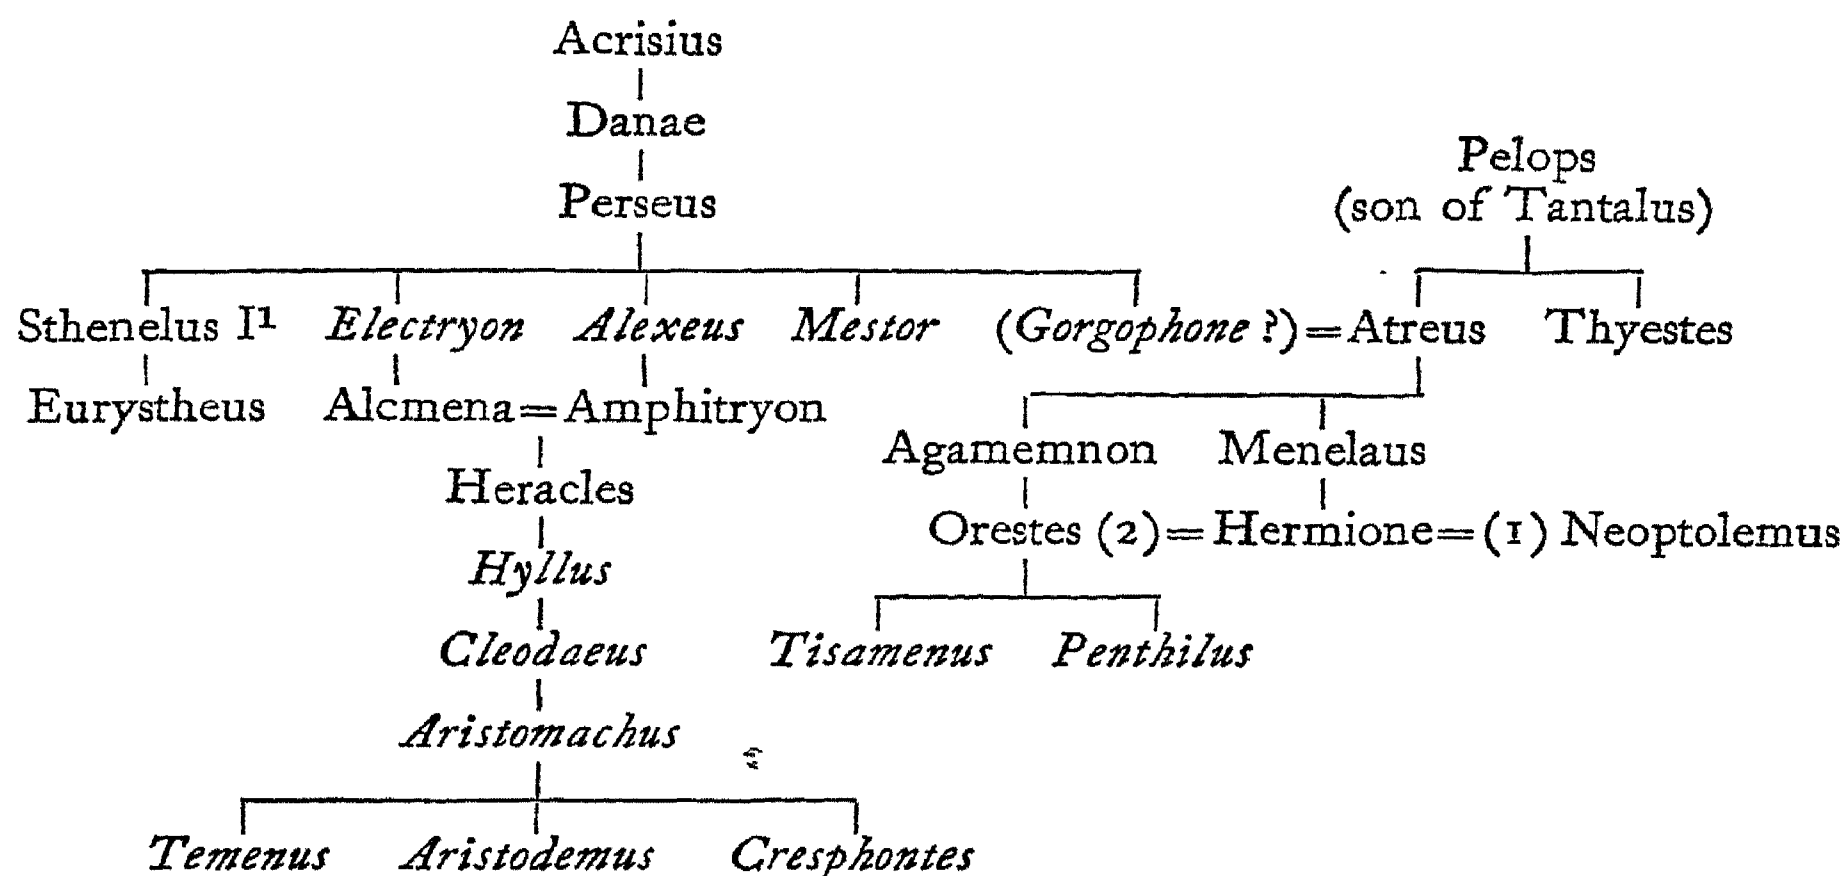 Acrisius
Danae
Perseus
Pelops
(son of Tantalus)
Sthenelus I¹ Electryon Alexeus Mestor (Gorgophone ?)=Atreus Thyestes
Eurystheus Alcmena=Amphitryon
Agamemnon Menelaus
Heracles
Orestes (2)=Hermione=(1) Neoptolemus
Hyllus
Cleodaeus
Tisamenus Penthilus
Aristomachus
Temenus Aristodemus Cresphontes